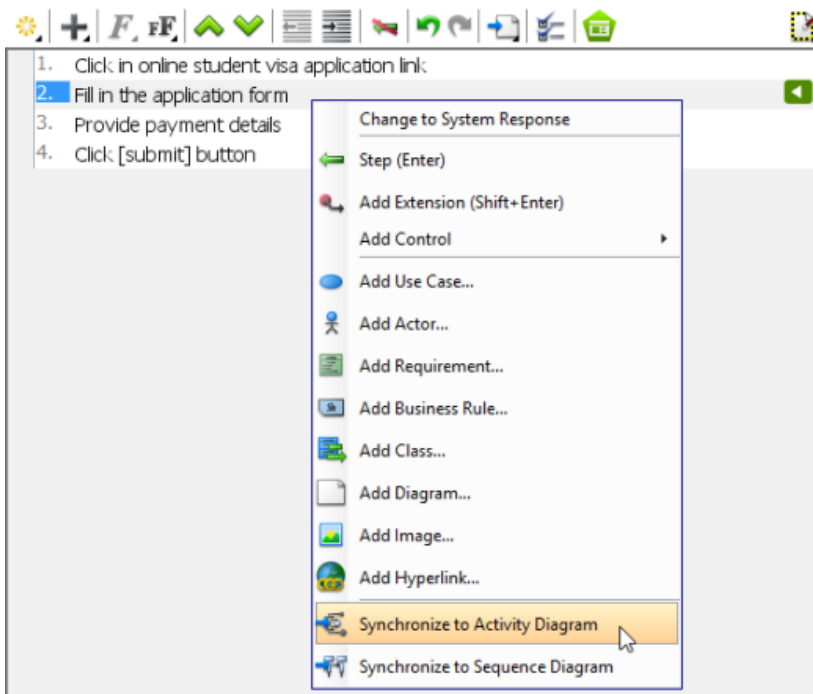 F FF
1. Click in online student visa application link
2. Fill in the application form
3. Provide payment details
4. Click [submit] button
Change to System Response
Step (Enter)
Add Extension (Shift+Enter)
Add Control
Add Use Case...
Add Actor...
Add Requirement...
Add Business Rule...
Add Class...
Add Diagram...
Add Image...
Add Hyperlink...
Synchronize to Activity Diagram
Synchronize to Sequence Diagram